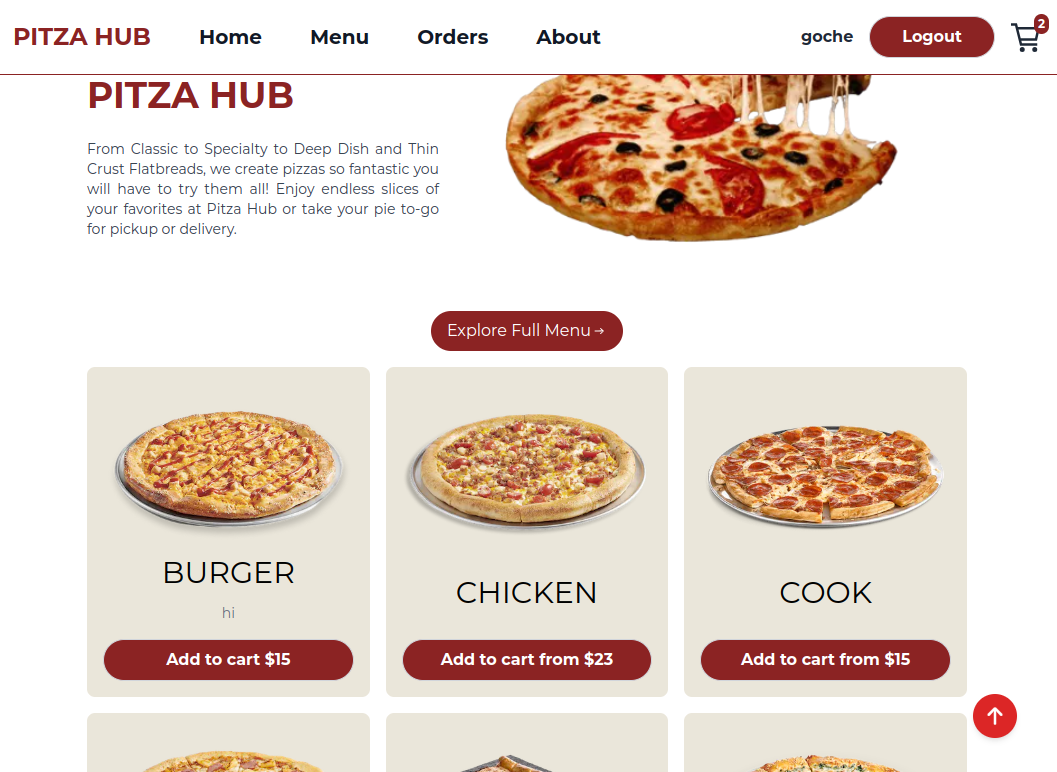 PITZA HUB Home Menu Orders About goche Logout 2
PITZA HUB
From Classic to Specialty to Deep Dish and Thin
Crust Flatbreads, we create pizzas so fantastic you
will have to try them all! Enjoy endless slices of
your favorites at Pitza Hub or take your pie to-go
for pickup or delivery.
Explore Full Menu →
BURGER
hi
Add to cart $15
CHICKEN
Add to cart from $23
COOK
Add to cart from $15